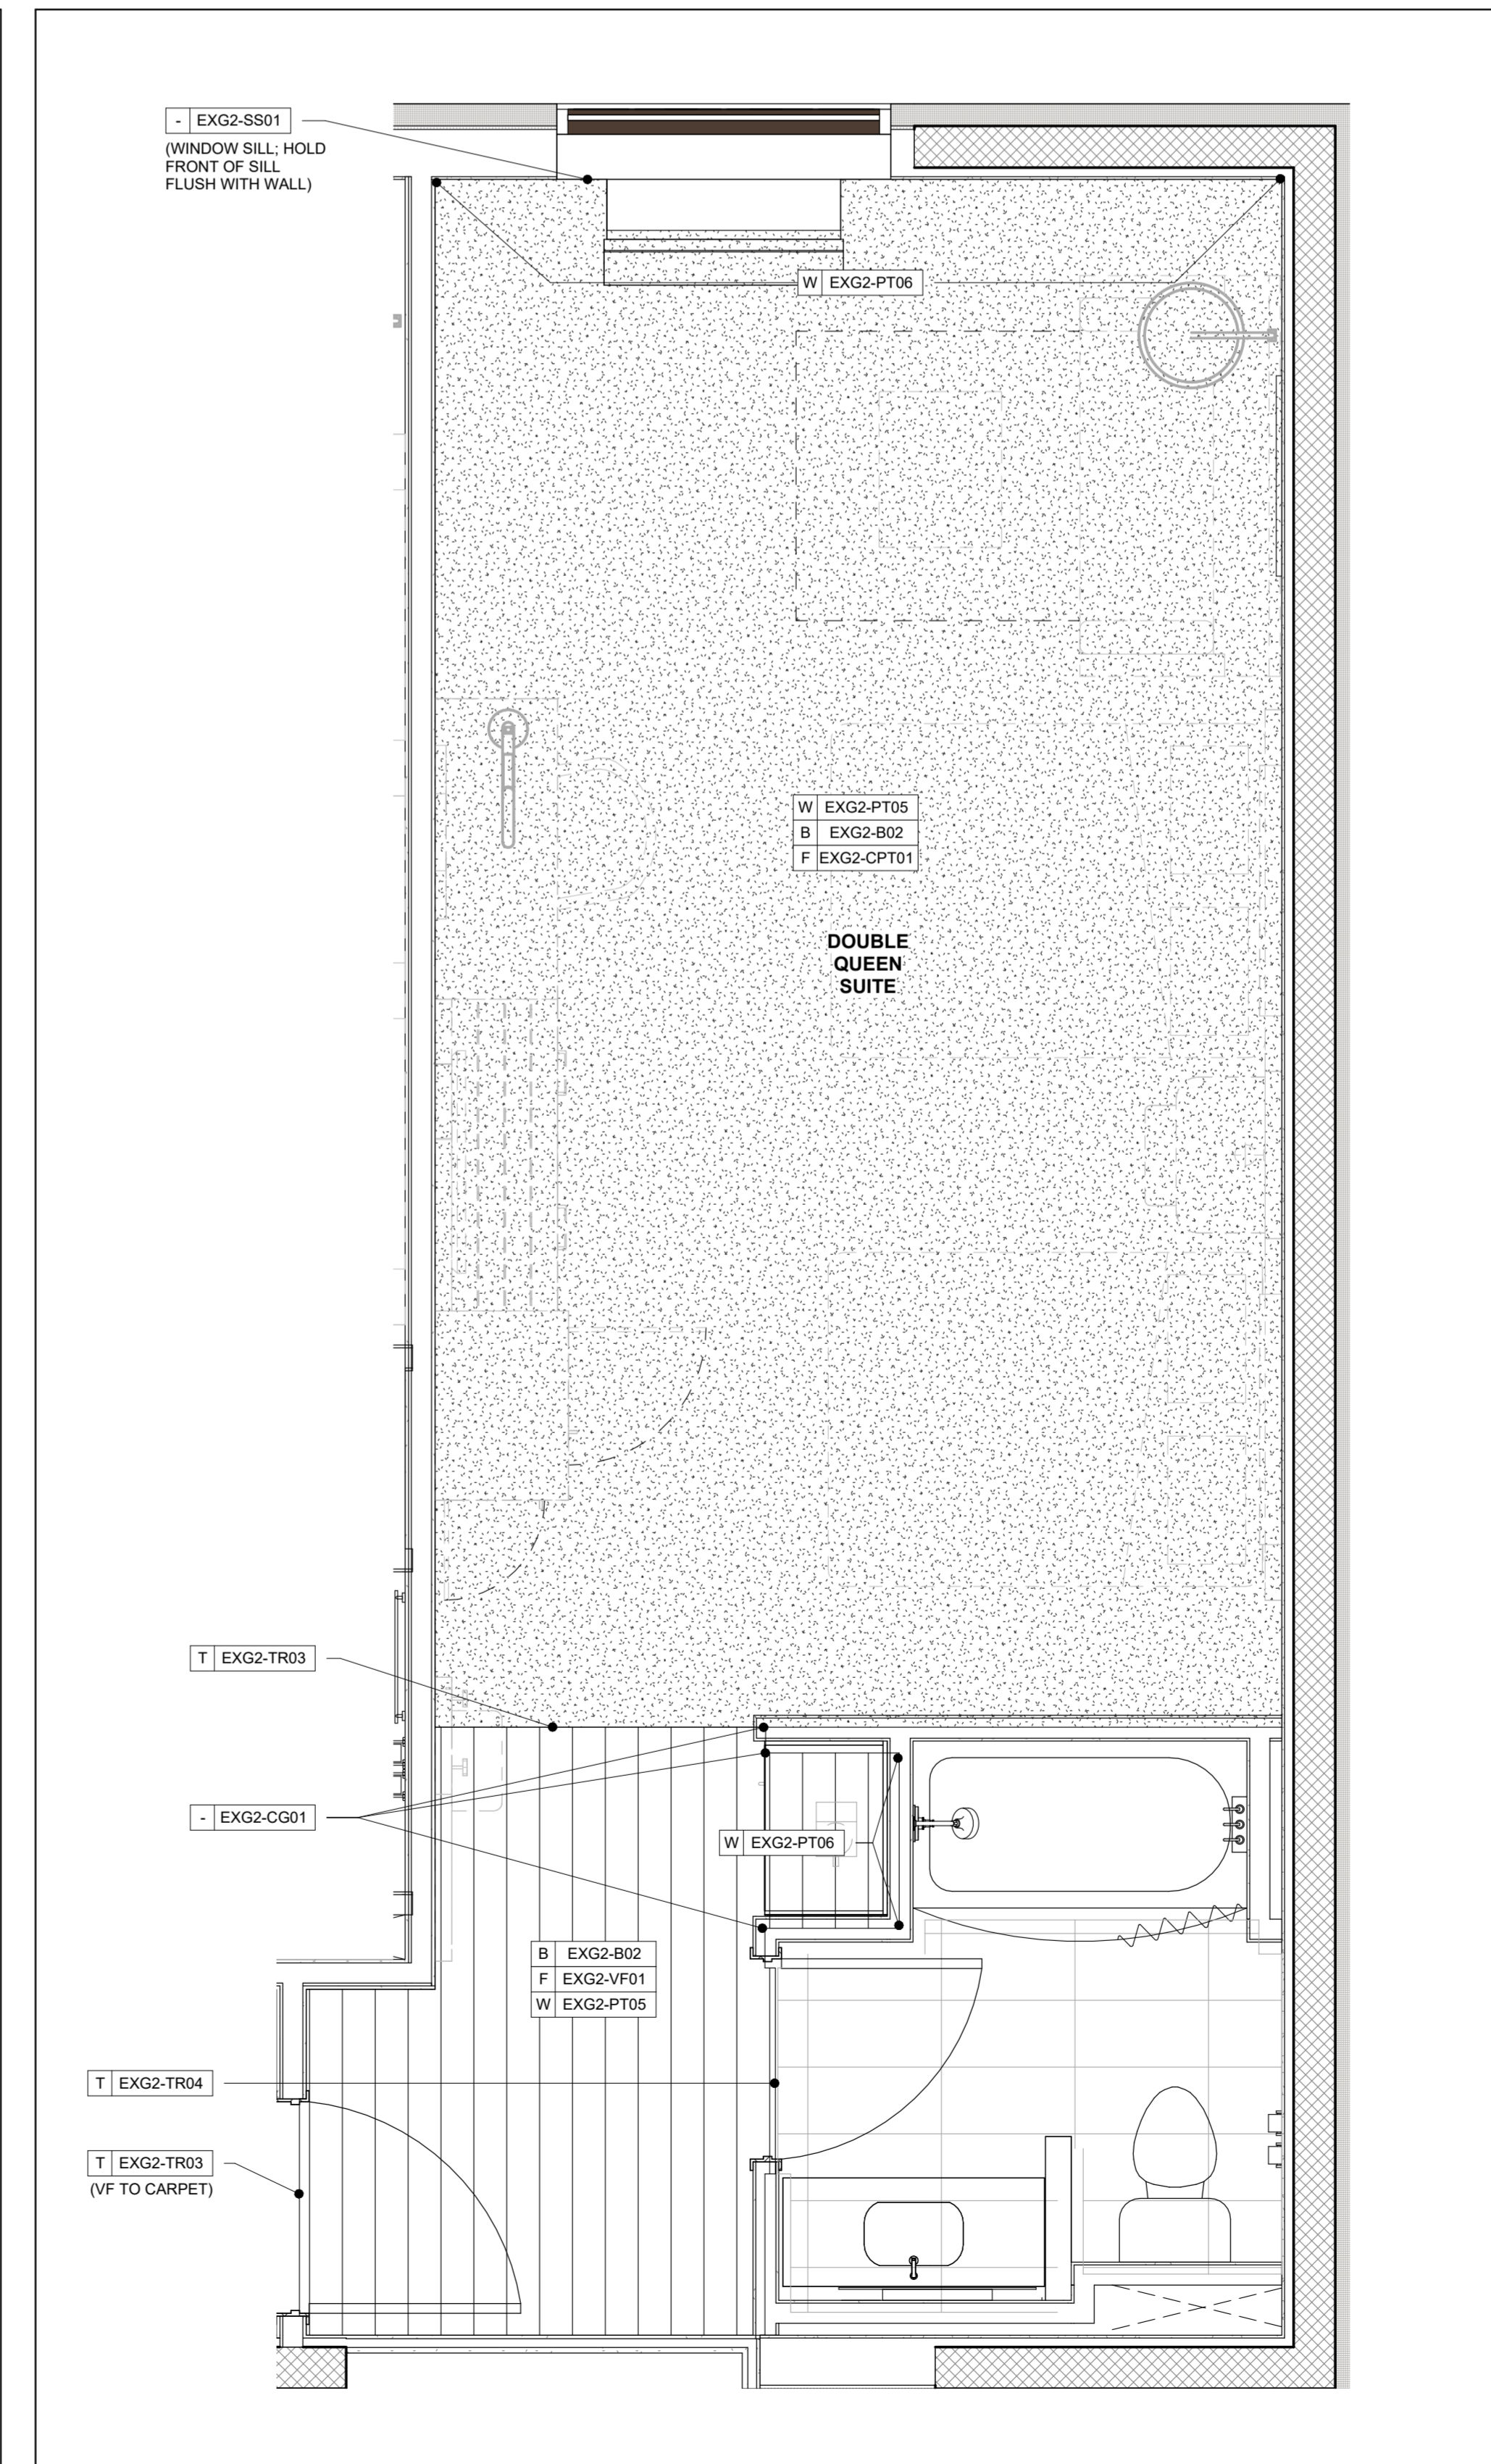 - EXG2-SS01
(WINDOW SILL; HOLD
FRONT OF SILL
FLUSH WITH WALL)
W EXG2-PT06
W EXG2-PT05
B EXG2-B02
F EXG2-CPT01
DOUBLE
QUEEN
SUITE
T EXG2-TR03
- EXG2-CG01
W EXG2-PT06
B EXG2-B02
F EXG2-VF01
W EXG2-PT05
T EXG2-TR04
T EXG2-TR03
(VF TO CARPET)